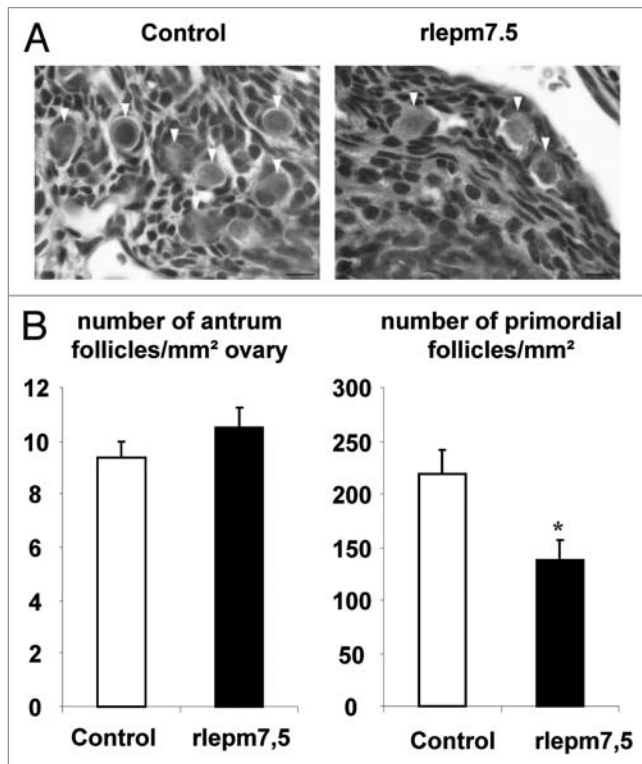 A
Control
rlepm7.5
B
number of antrum
follicles/mm² ovary
12
10
8
6
4
2
0
Control
rlepm7,5
number of primordial
follicles/mm²
300
250
200
150
100
50
0
*
Control
rlepm7,5